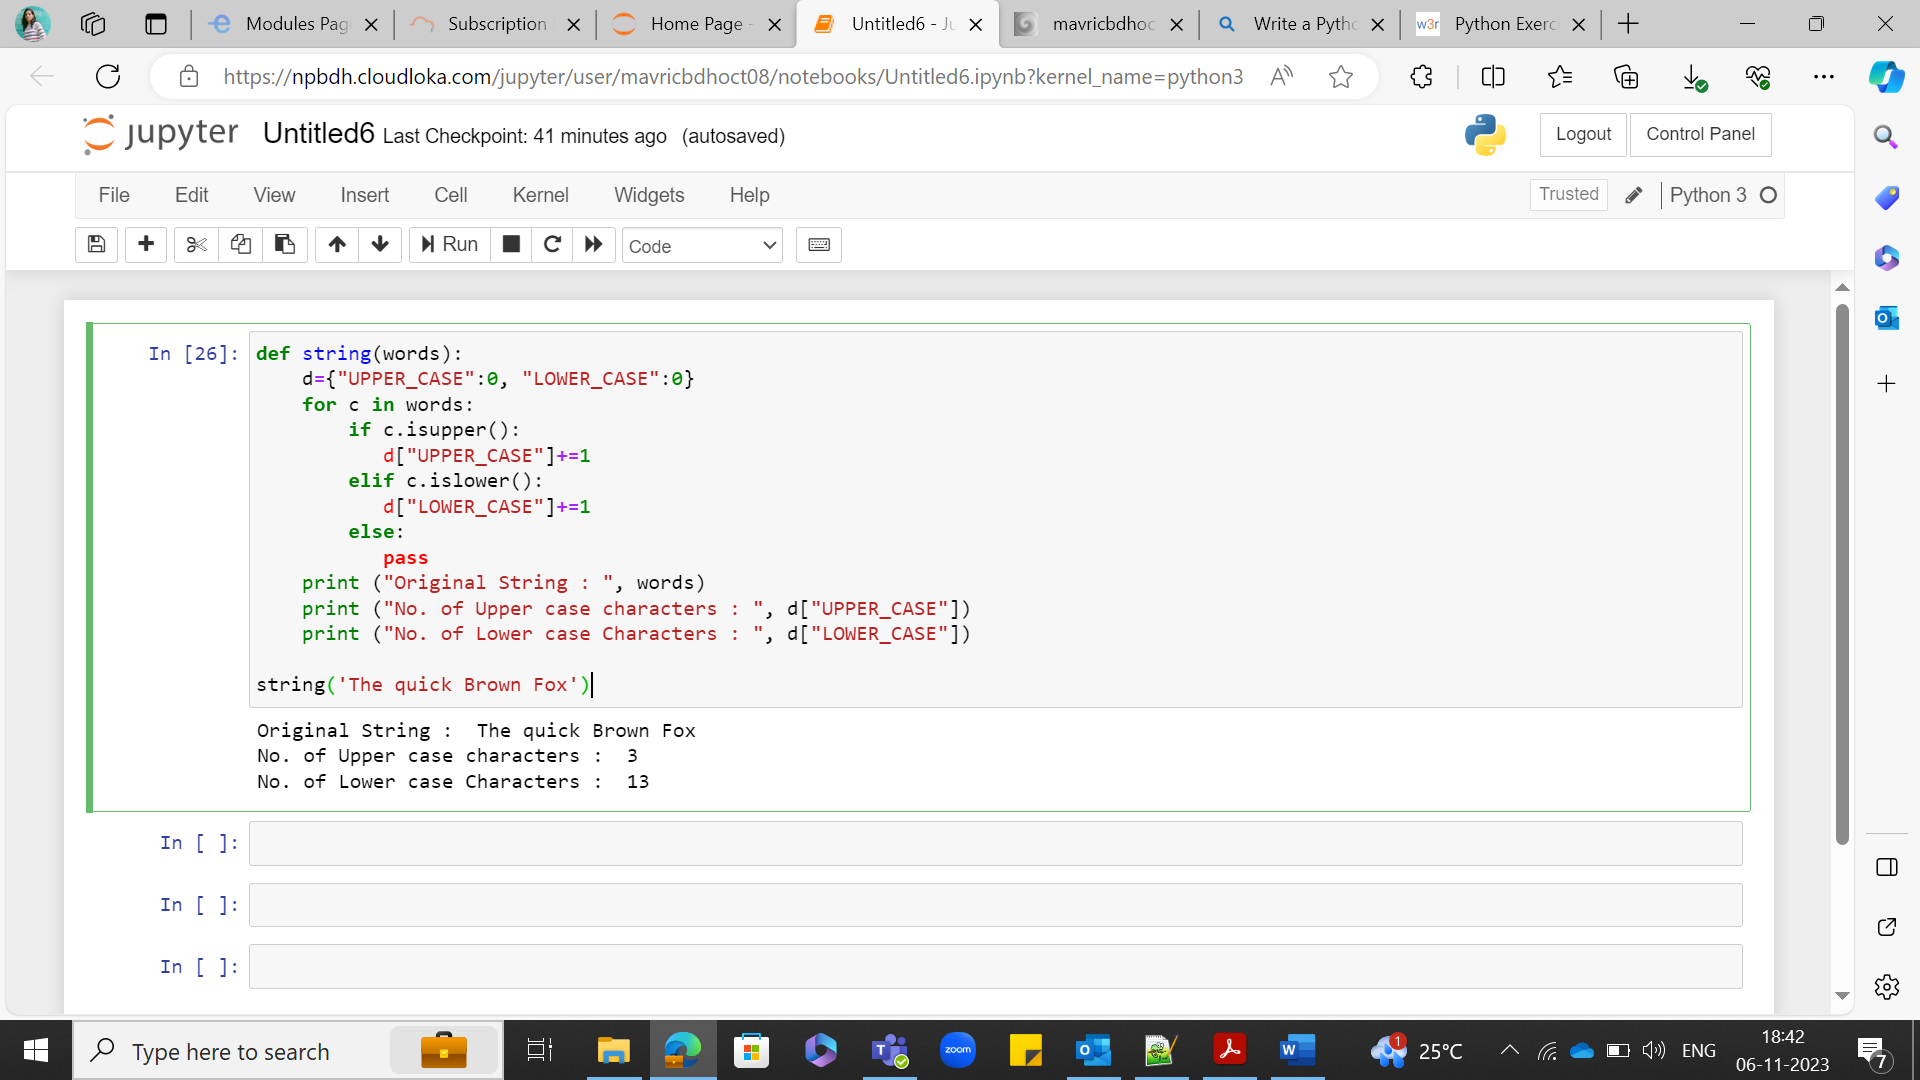 Modules Pag
Subscription
Home Page -
Untitled6 - Ju
mavricbdhoc
Write a Pytho
w3r
Python Exerc
https://npbdh.cloudloka.com/jupyter/user/mavricbdhoct08/notebooks/Untitled6.ipynb?kernel_name=python3
jupyter Untitled6 Last Checkpoint: 41 minutes ago (autosaved)
Logout
Control Panel
File Edit View Insert Cell Kernel Widgets Help
Trusted
Python 3
Run
Code
In [26]:
def string(words):
    d={"UPPER_CASE":0, "LOWER_CASE":0}
    for c in words:
        if c.isupper():
           d["UPPER_CASE"]+=1
        elif c.islower():
           d["LOWER_CASE"]+=1
        else:
           pass
    print ("Original String : ", words)
    print ("No. of Upper case characters : ", d["UPPER_CASE"])
    print ("No. of Lower case Characters : ", d["LOWER_CASE"])
string('The quick Brown Fox')
Original String :  The quick Brown Fox
No. of Upper case characters :  3
No. of Lower case Characters :  13
In [ ]:
In [ ]:
In [ ]:
Type here to search
zoom
1
25°C
ENG
18:42
06-11-2023
7